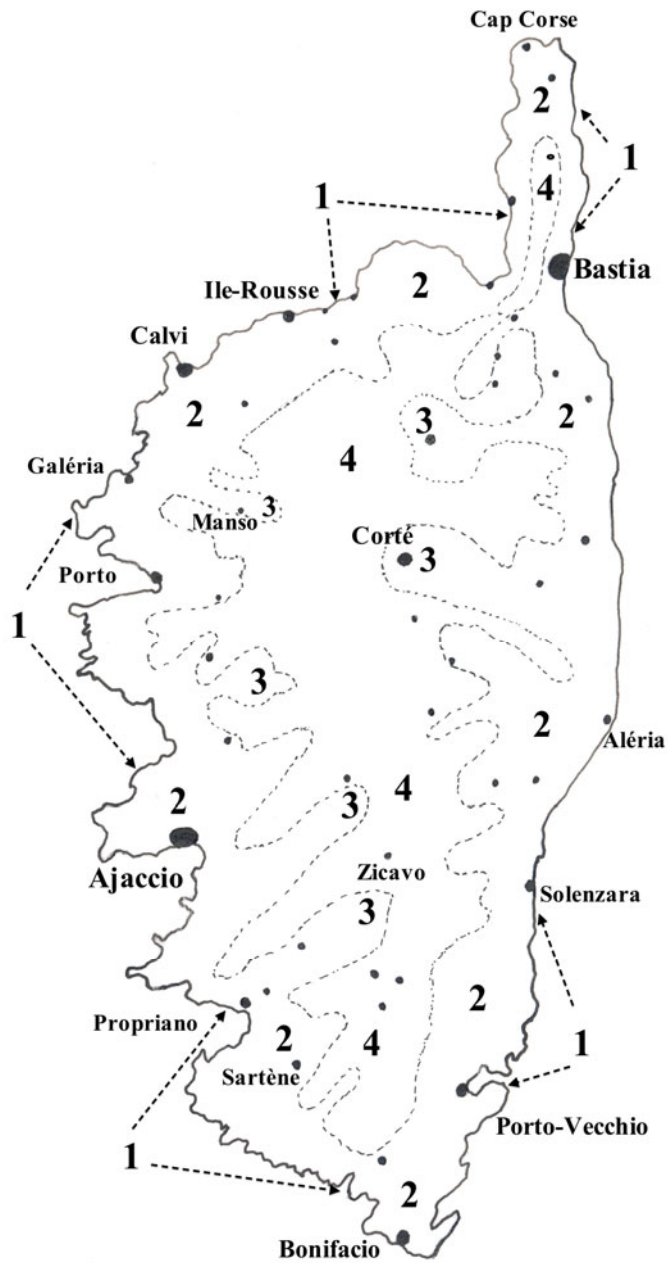 Cap Corse
2
1
1
4
Bastia
2
Ile-Rousse
Calvi
2
3
2
4
Galéria
Manso
3
Corté
3
Porto
1
3
2
Aléria
2
3
4
Ajaccio
Zicavo
3
Solenzara
2
Propriano
2
4
1
Sartène
Porto-Vecchio
1
2
Bonifacio